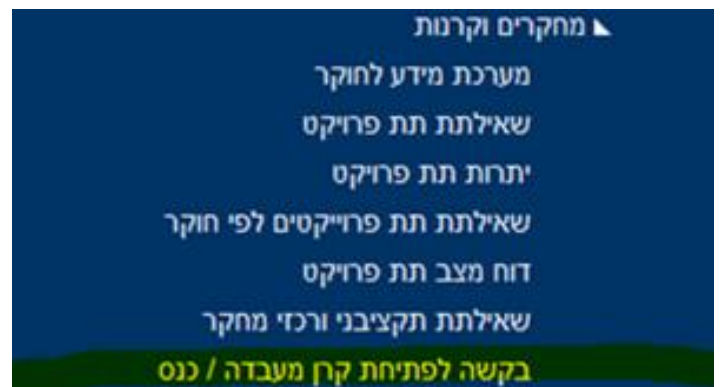 מחקרים וקרנות
מערכת מידע לחוקר
שאילתת תת פרויקט
יתרות תת פרויקט
שאילתת תת פרוייקטים לפי חוקר
דוח מצב תת פרויקט
שאילתת תקציבני ורכזי מחקר
בקשה לפתיחת קרן מעבדה / כנס